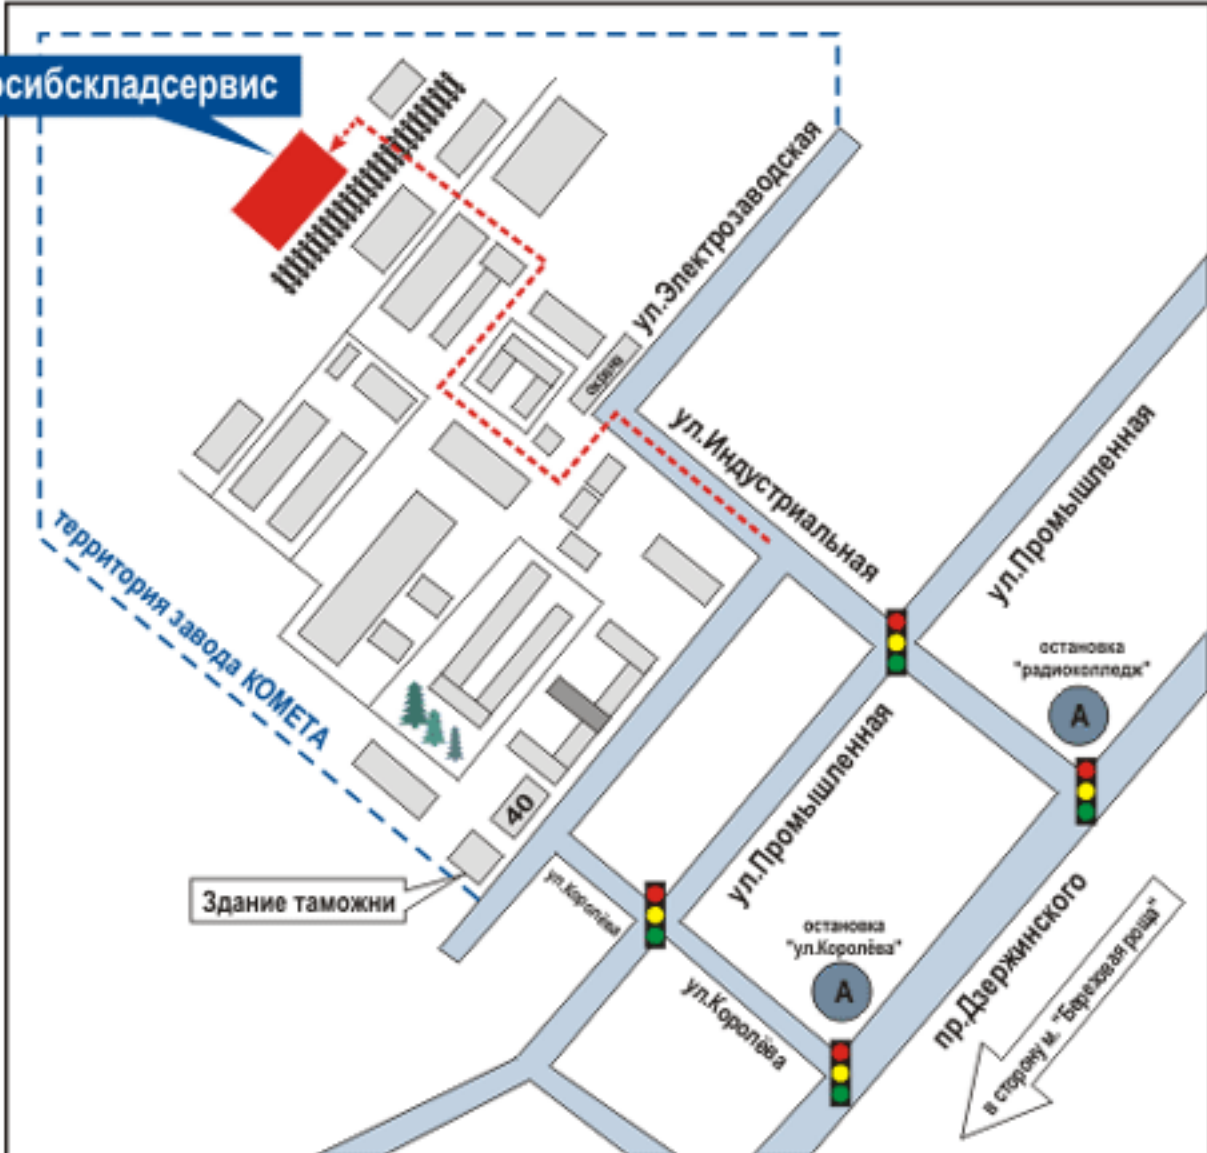 осибскладсервис
ул.Электрозаводская
охрана
ул.Индустриальная
ул.Промышленная
остановка
"радиоколледж"
А
территория завода КОМЕТА
ул.Промышленная
40
Здание таможни
ул.Королёва
остановка
"ул.Королёва"
А
ул.Королёва
пр.Дзержинского
в сторону м. "Березовая роща"